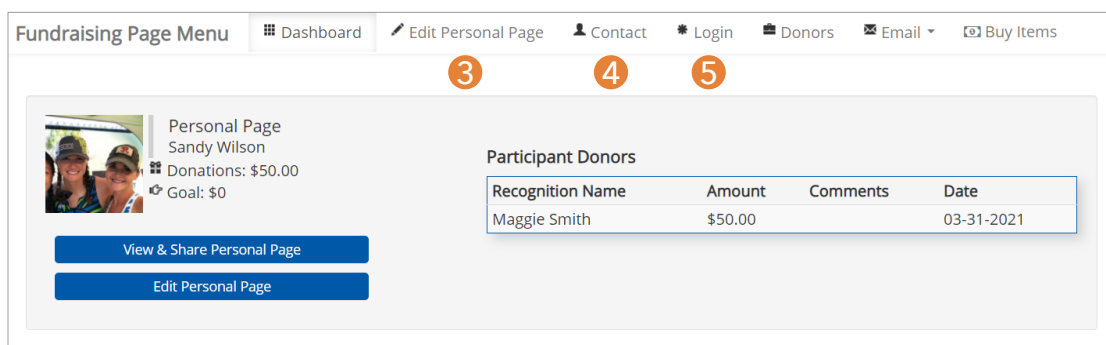 Fundraising Page Menu Dashboard Edit Personal Page Contact Login Donors Email Buy Items
3 4 5
Personal Page
Sandy Wilson
Donations: $50.00
Goal: $0
View & Share Personal Page
Edit Personal Page
Participant Donors
Recognition Name Amount Comments Date
Maggie Smith $50.00 03-31-2021